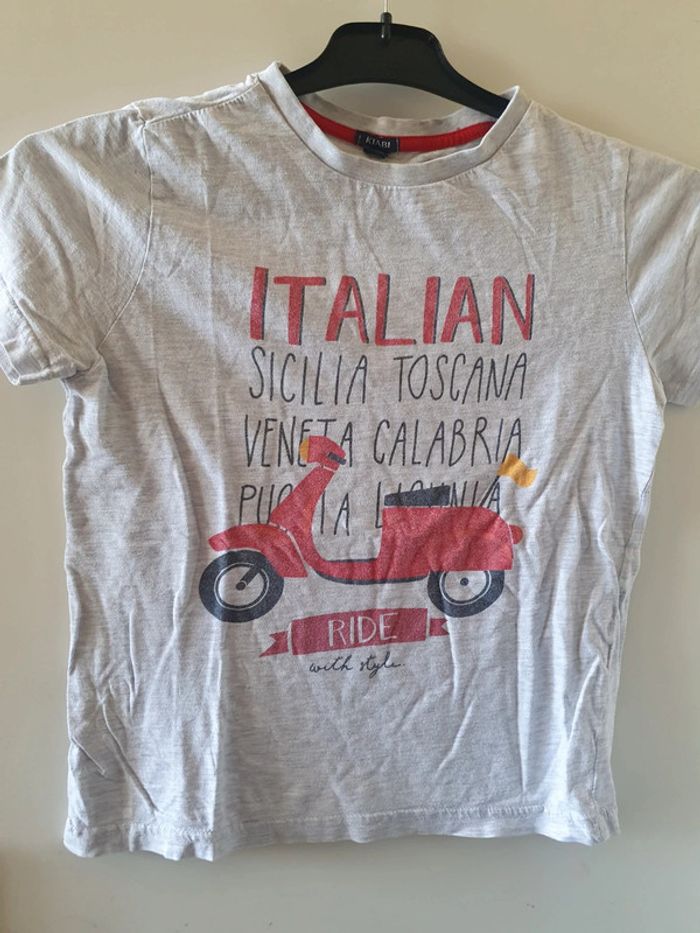 KIABI
ITALIAN
SICILIA TOSCANA
VENETA CALABRIA
RIDE
with style.